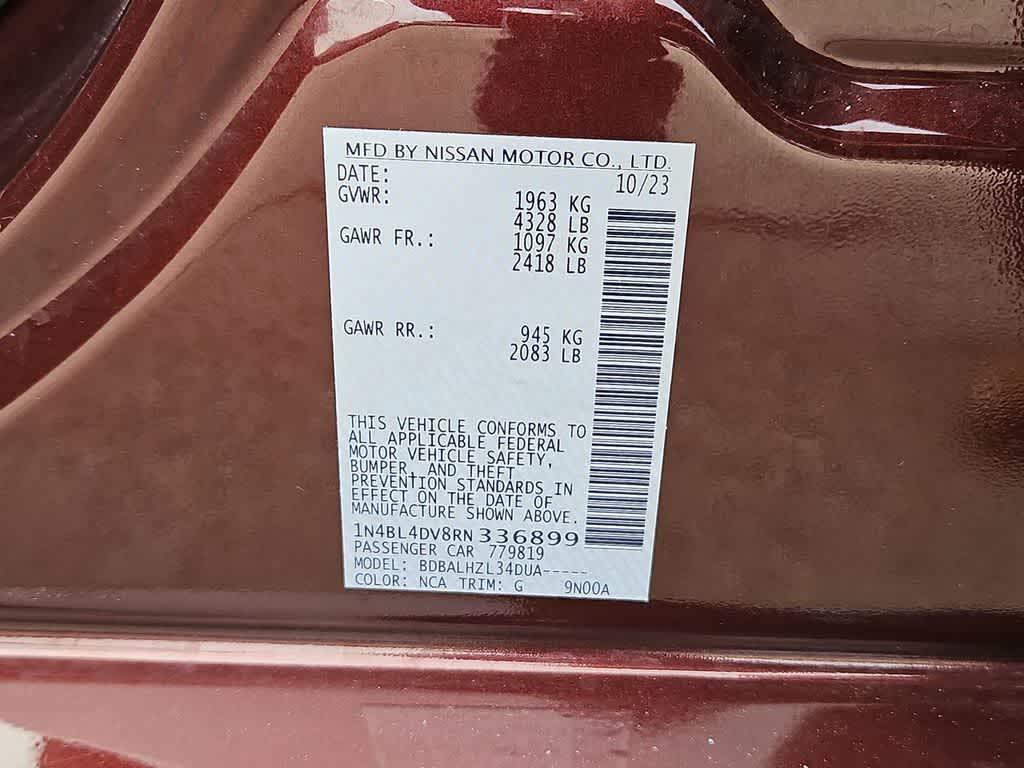 MFD BY NISSAN MOTOR CO., LTD.
DATE: 10/23
GVWR: 1963 KG
4328 LB
GAWR FR.: 1097 KG
2418 LB
GAWR RR.: 945 KG
2083 LB
THIS VEHICLE CONFORMS TO
ALL APPLICABLE FEDERAL
MOTOR VEHICLE SAFETY,
BUMPER, AND THEFT
PREVENTION STANDARDS IN
EFFECT ON THE DATE OF
MANUFACTURE SHOWN ABOVE.
1N4BL4DV8RN336899
PASSENGER CAR 779819
MODEL: BDBALHZL34DUA-----
COLOR: NCA TRIM: G 9N00A